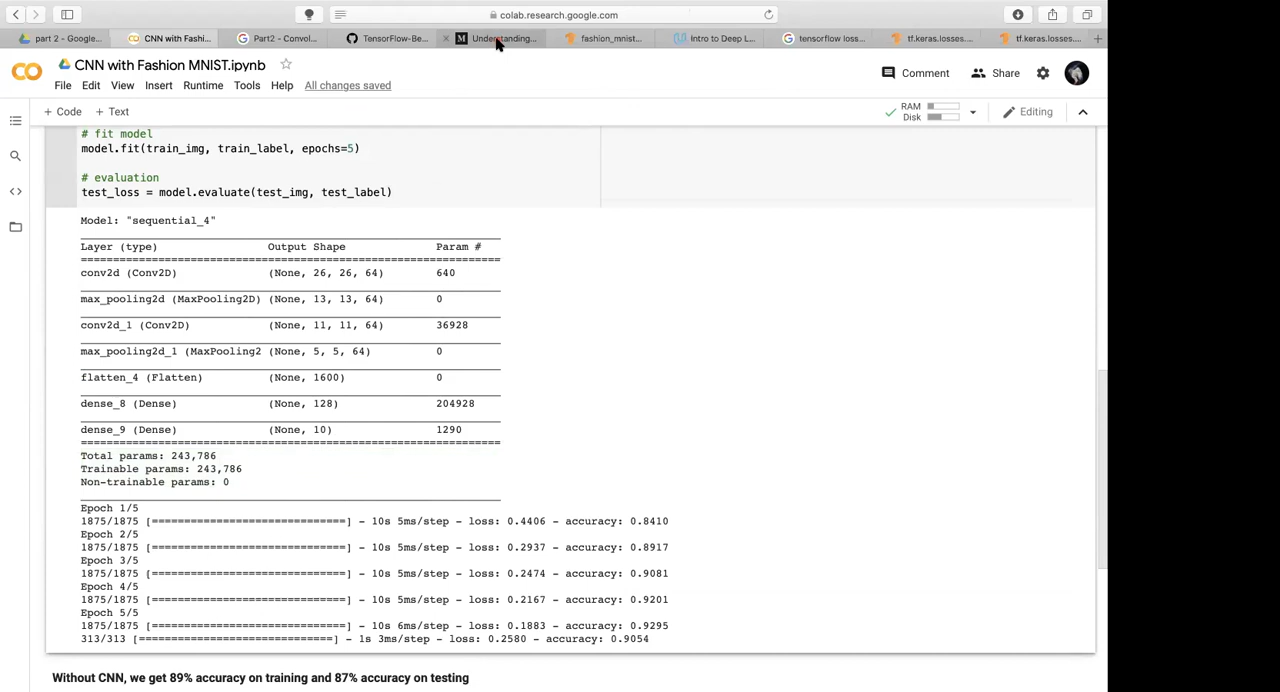 colab.research.google.com
part 2 - Google...
CNN with Fashi...
Part2 - Convol...
TensorFlow-Be...
Understanding...
fashion_mnist...
Intro to Deep L...
tensorflow loss...
tf.keras.losses....
tf.keras.losses....
CNN with Fashion MNIST.ipynb
Comment
Share
File Edit View Insert Runtime Tools Help All changes saved
+ Code + Text
RAM
Disk
Editing
# fit model
model.fit(train_img, train_label, epochs=5)
# evaluation
test_loss = model.evaluate(test_img, test_label)
Model: "sequential_4"
Layer (type) Output Shape Param #
=================================================================
conv2d (Conv2D) (None, 26, 26, 64) 640
max_pooling2d (MaxPooling2D) (None, 13, 13, 64) 0
conv2d_1 (Conv2D) (None, 11, 11, 64) 36928
max_pooling2d_1 (MaxPooling2 (None, 5, 5, 64) 0
flatten_4 (Flatten) (None, 1600) 0
dense_8 (Dense) (None, 128) 204928
dense_9 (Dense) (None, 10) 1290
=================================================================
Total params: 243,786
Trainable params: 243,786
Non-trainable params: 0
Epoch 1/5
1875/1875 [==============================] - 10s 5ms/step - loss: 0.4406 - accuracy: 0.8410
Epoch 2/5
1875/1875 [==============================] - 10s 5ms/step - loss: 0.2937 - accuracy: 0.8917
Epoch 3/5
1875/1875 [==============================] - 10s 5ms/step - loss: 0.2474 - accuracy: 0.9081
Epoch 4/5
1875/1875 [==============================] - 10s 5ms/step - loss: 0.2167 - accuracy: 0.9201
Epoch 5/5
1875/1875 [==============================] - 10s 6ms/step - loss: 0.1883 - accuracy: 0.9295
313/313 [==============================] - 1s 3ms/step - loss: 0.2580 - accuracy: 0.9054
Without CNN, we get 89% accuracy on training and 87% accuracy on testing